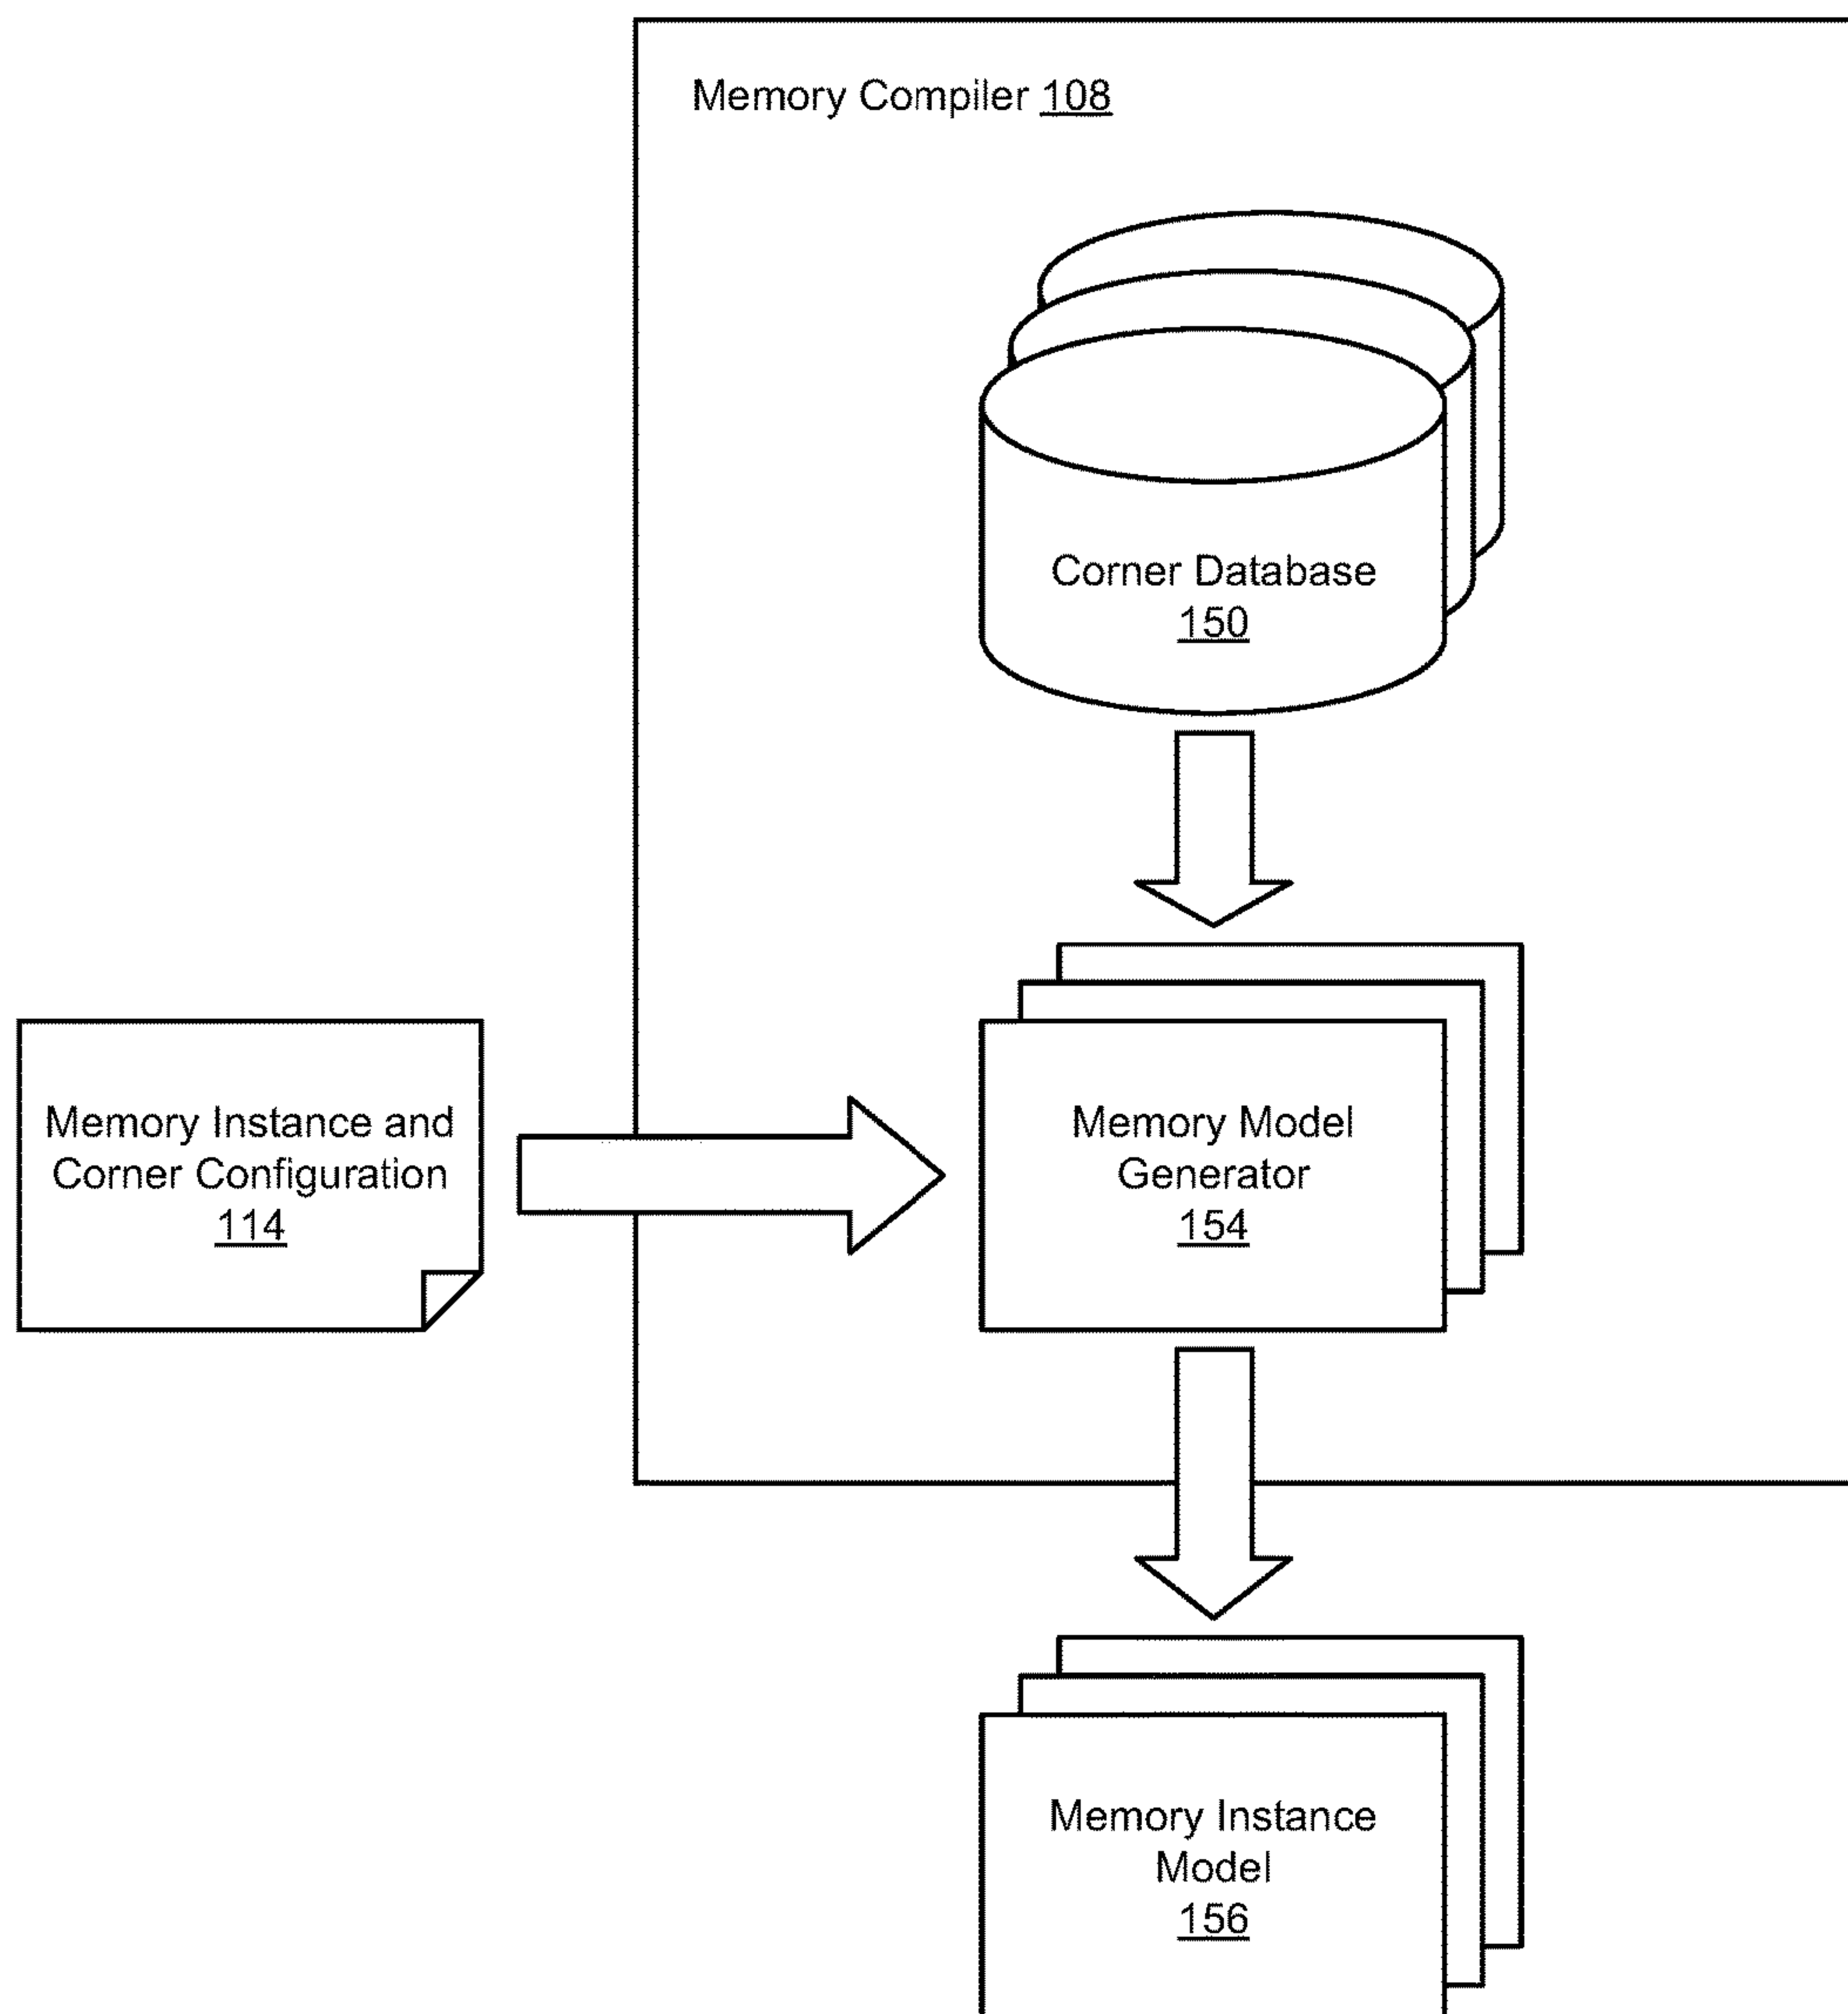 Memory Compiler 108
Corner Database
150
Memory Instance and
Corner Configuration
114
Memory Model
Generator
154
Memory Instance
Model
156